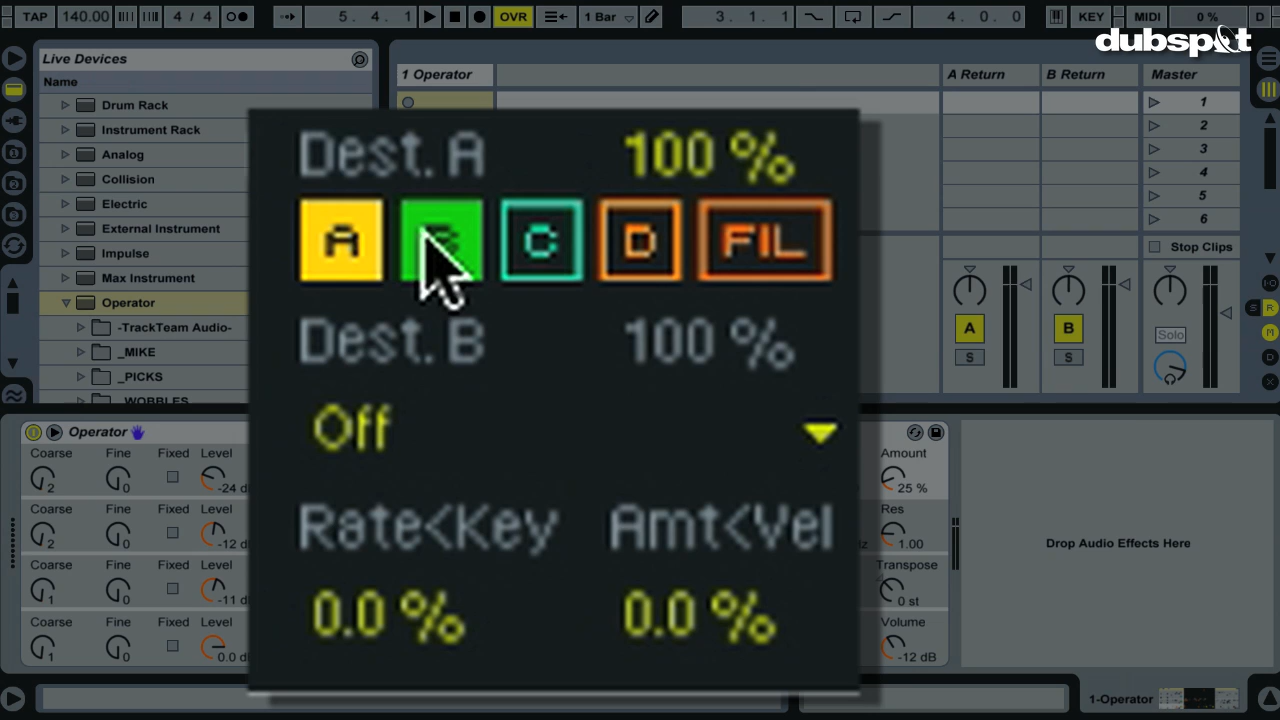 TAP 140.00 4 / 4 5. 4. 1 OVR 1 Bar 3. 1. 1 4. 0. 0 KEY MIDI 0 % D
dubspot
Live Devices
Name
Drum Rack
Instrument Rack
Analog
Collision
Electric
External Instrument
Impulse
Max Instrument
Operator
-TrackTeam Audio-
_MIKE
_PICKS
_WOBBLES
1 Operator
A Return
B Return
Master
1
2
3
4
5
6
Stop Clips
A
B
Solo
S
S
S R
M
D
X
Dest. A 100 %
A B C D FIL
Dest. B 100 %
Off
Rate<Key Amt<Vel
0.0 % 0.0 %
Operator
Coarse Fine Fixed Level
2 0 -24 d
Coarse Fine Fixed Level
2 0 -12 d
Coarse Fine Fixed Level
1 0 -11 d
Coarse Fine Fixed Level
1 0 0.0 d
Amount
25 %
Res
z 1.00
Transpose
0 st
Volume
-12 dB
Drop Audio Effects Here
1-Operator